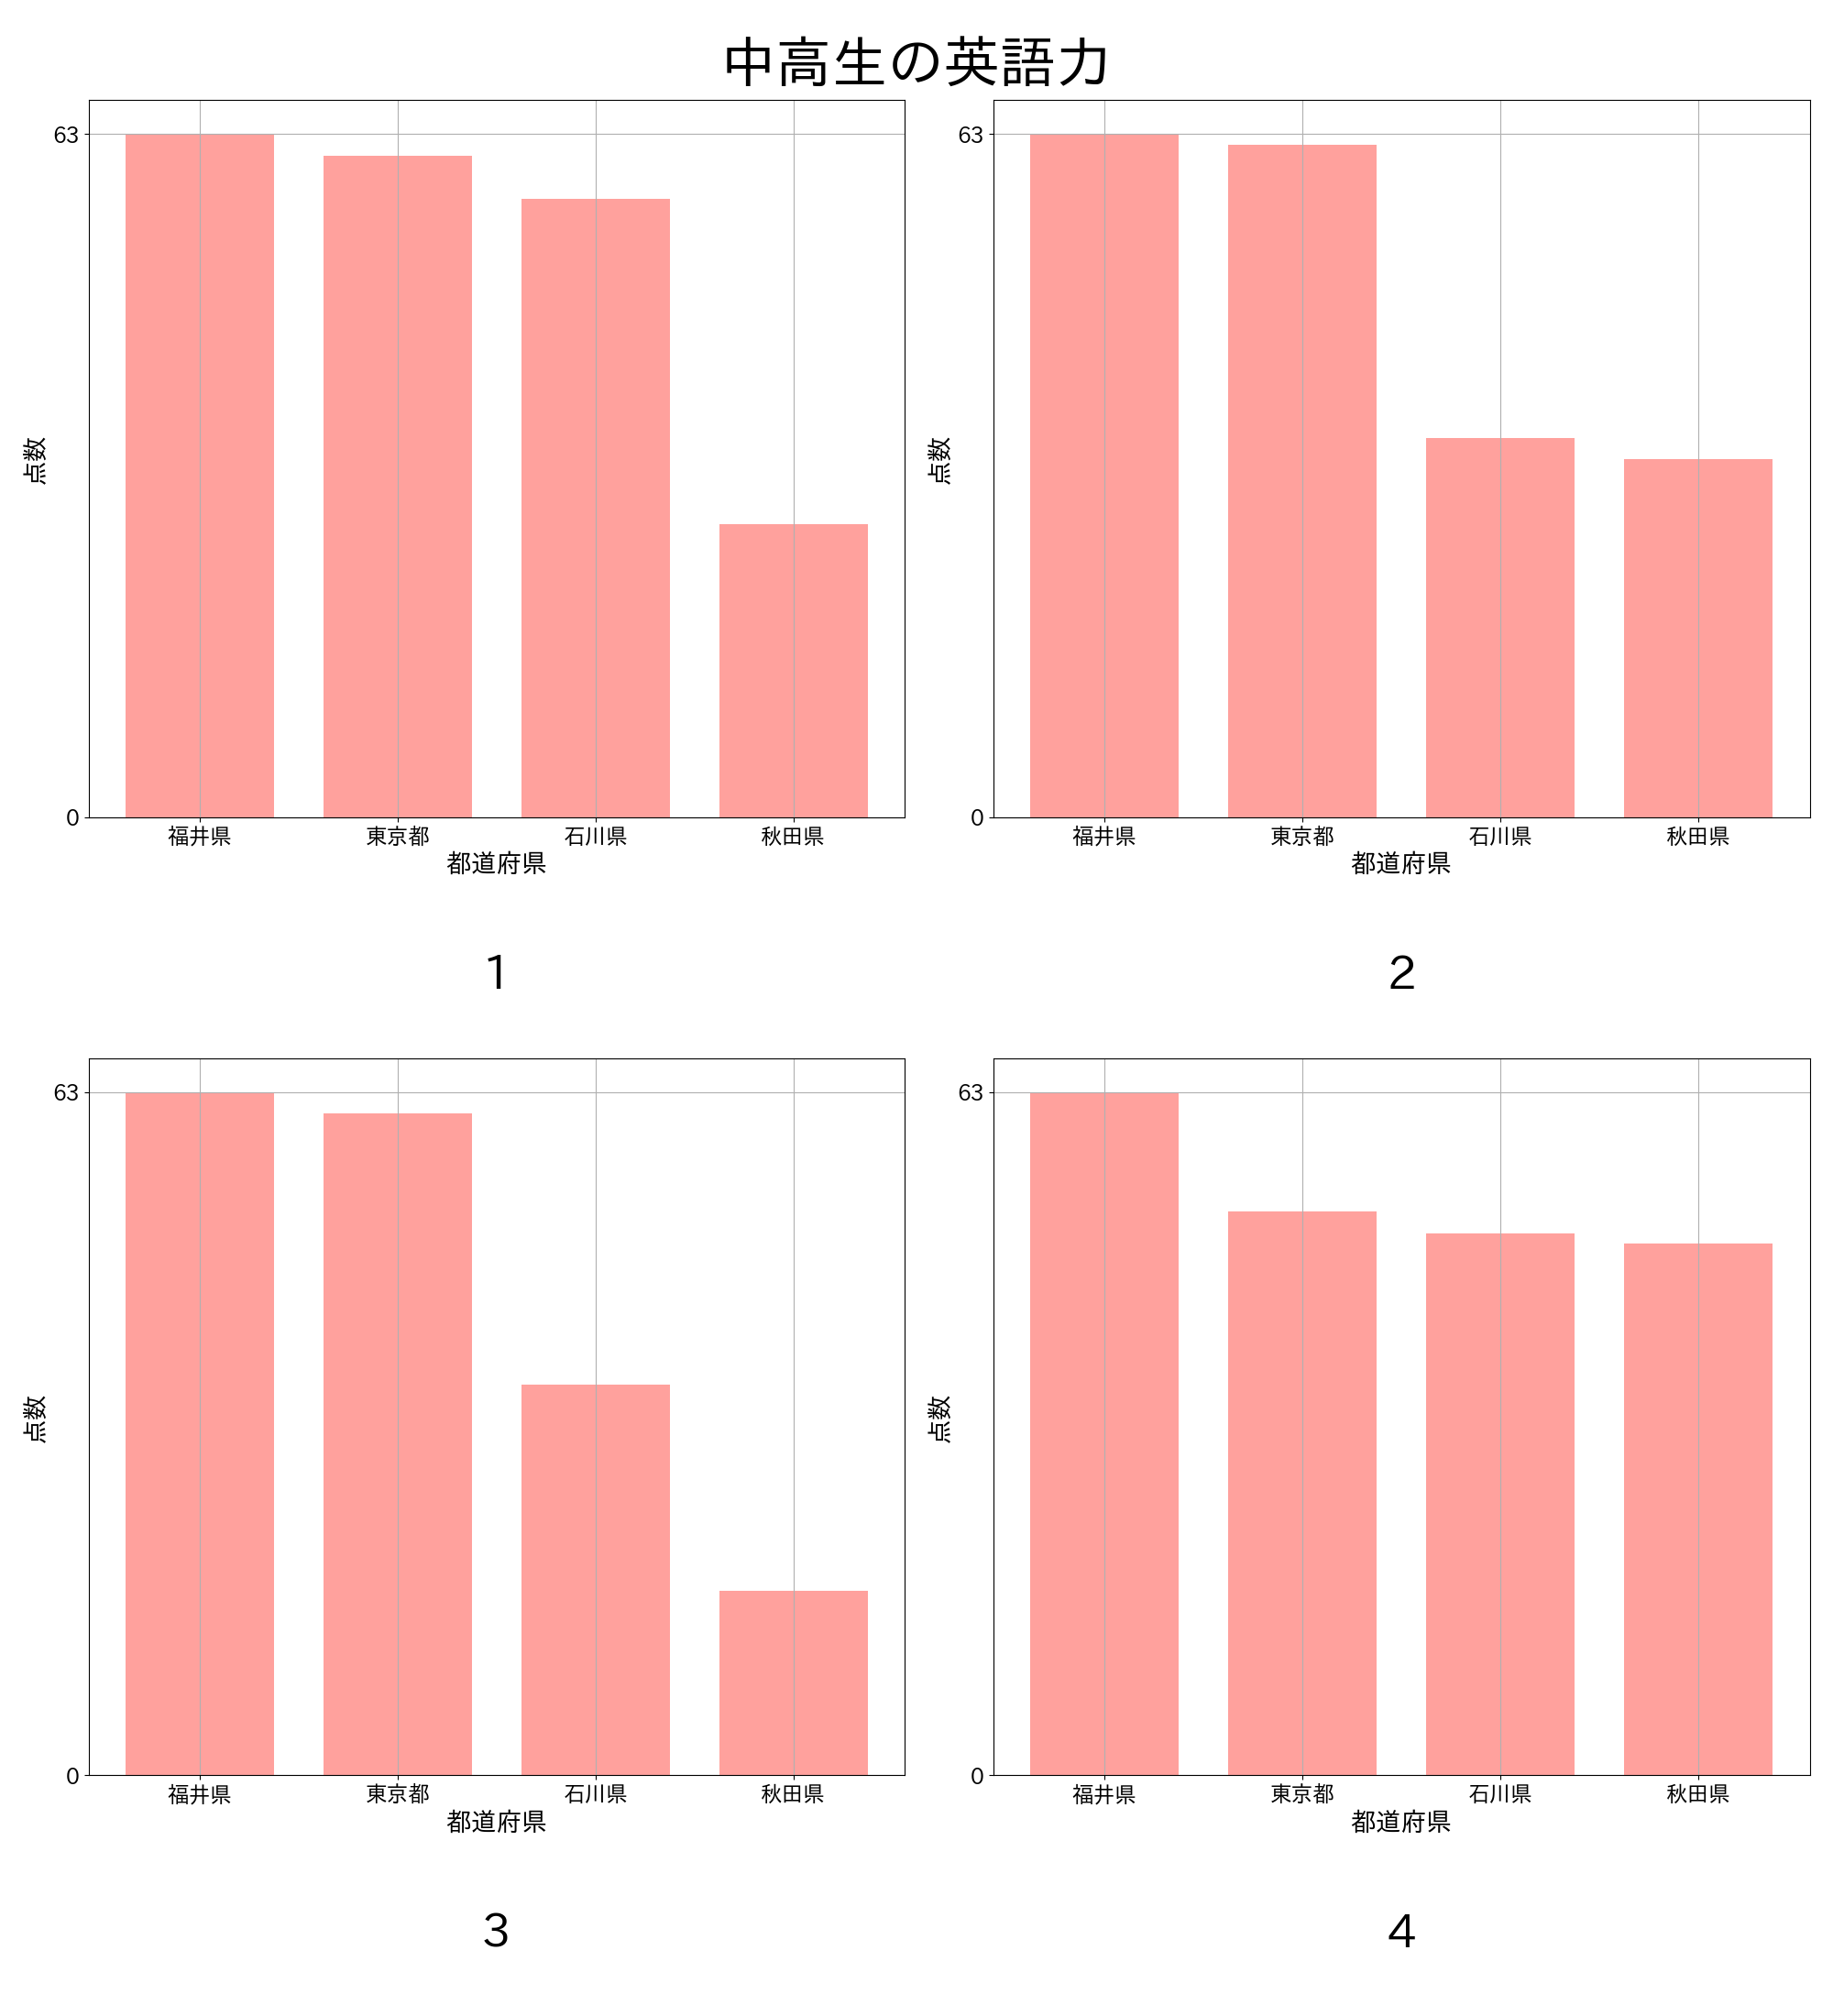 中高生の英語力
63
0
点数
福井県 東京都 石川県 秋田県
都道府県
1
63
0
点数
福井県 東京都 石川県 秋田県
都道府県
2
63
0
点数
福井県 東京都 石川県 秋田県
都道府県
3
63
0
点数
福井県 東京都 石川県 秋田県
都道府県
4